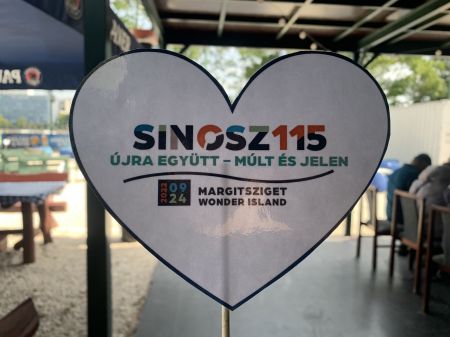 SINOSZ115
ÚJRA EGYÜTT – MÚLT ÉS JELEN
2022 09 24
MARGITSZIGET
WONDER ISLAND